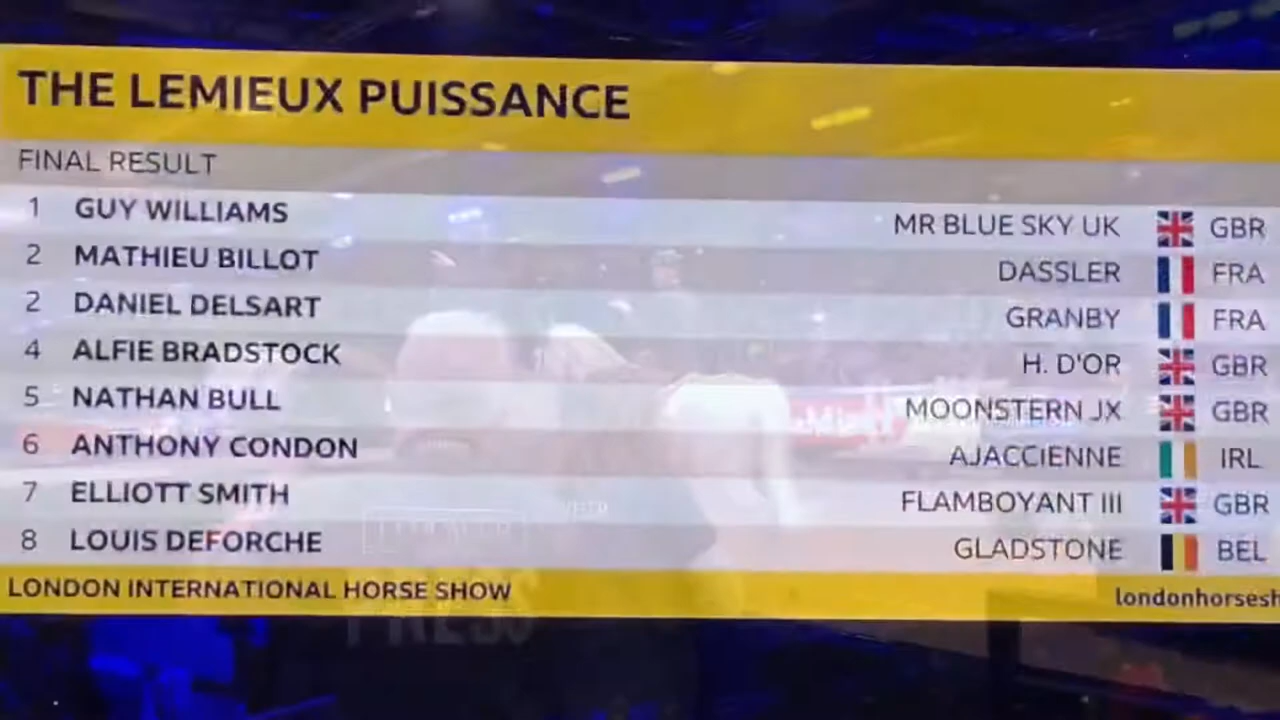 THE LEMIEUX PUISSANCE
FINAL RESULT
1 GUY WILLIAMS MR BLUE SKY UK GBR
2 MATHIEU BILLOT DASSLER FRA
2 DANIEL DELSART GRANBY FRA
4 ALFIE BRADSTOCK H. D'OR GBR
5 NATHAN BULL MOONSTERN JX GBR
6 ANTHONY CONDON AJACCIENNE IRL
7 ELLIOTT SMITH FLAMBOYANT III GBR
8 LOUIS DEFORCHE GLADSTONE BEL
LONDON INTERNATIONAL HORSE SHOW londonhorsesh
PRESS